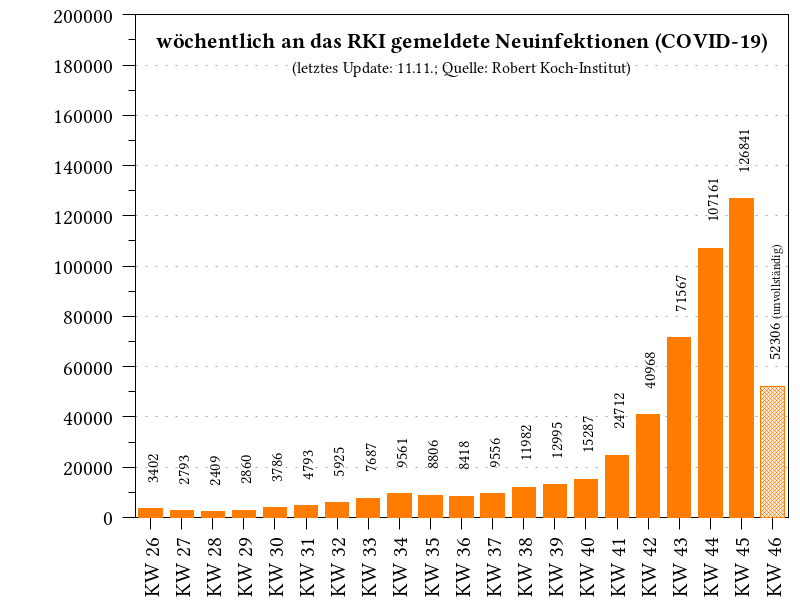 wöchentlich an das RKI gemeldete Neuinfektionen (COVID-19)
(letztes Update: 11.11.; Quelle: Robert Koch-Institut)
200000
180000
160000
140000
120000
100000
80000
60000
40000
20000
0
3402
2793
2409
2860
3786
4793
5925
7687
9561
8806
8418
9556
11982
12995
15287
24712
40968
71567
107161
126841
52306 (unvollständig)
KW 26
KW 27
KW 28
KW 29
KW 30
KW 31
KW 32
KW 33
KW 34
KW 35
KW 36
KW 37
KW 38
KW 39
KW 40
KW 41
KW 42
KW 43
KW 44
KW 45
KW 46